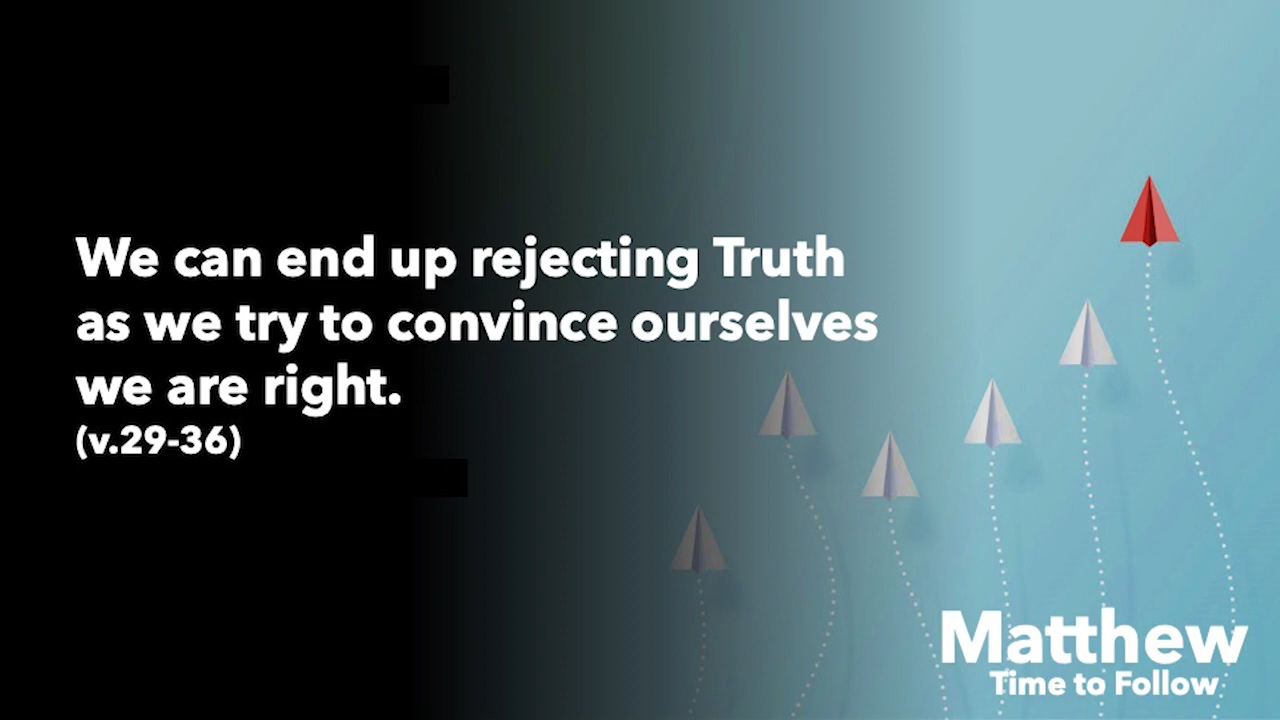 We can end up rejecting Truth
as we try to convince ourselves
we are right.
(v.29-36)
Matthew
Time to Follow